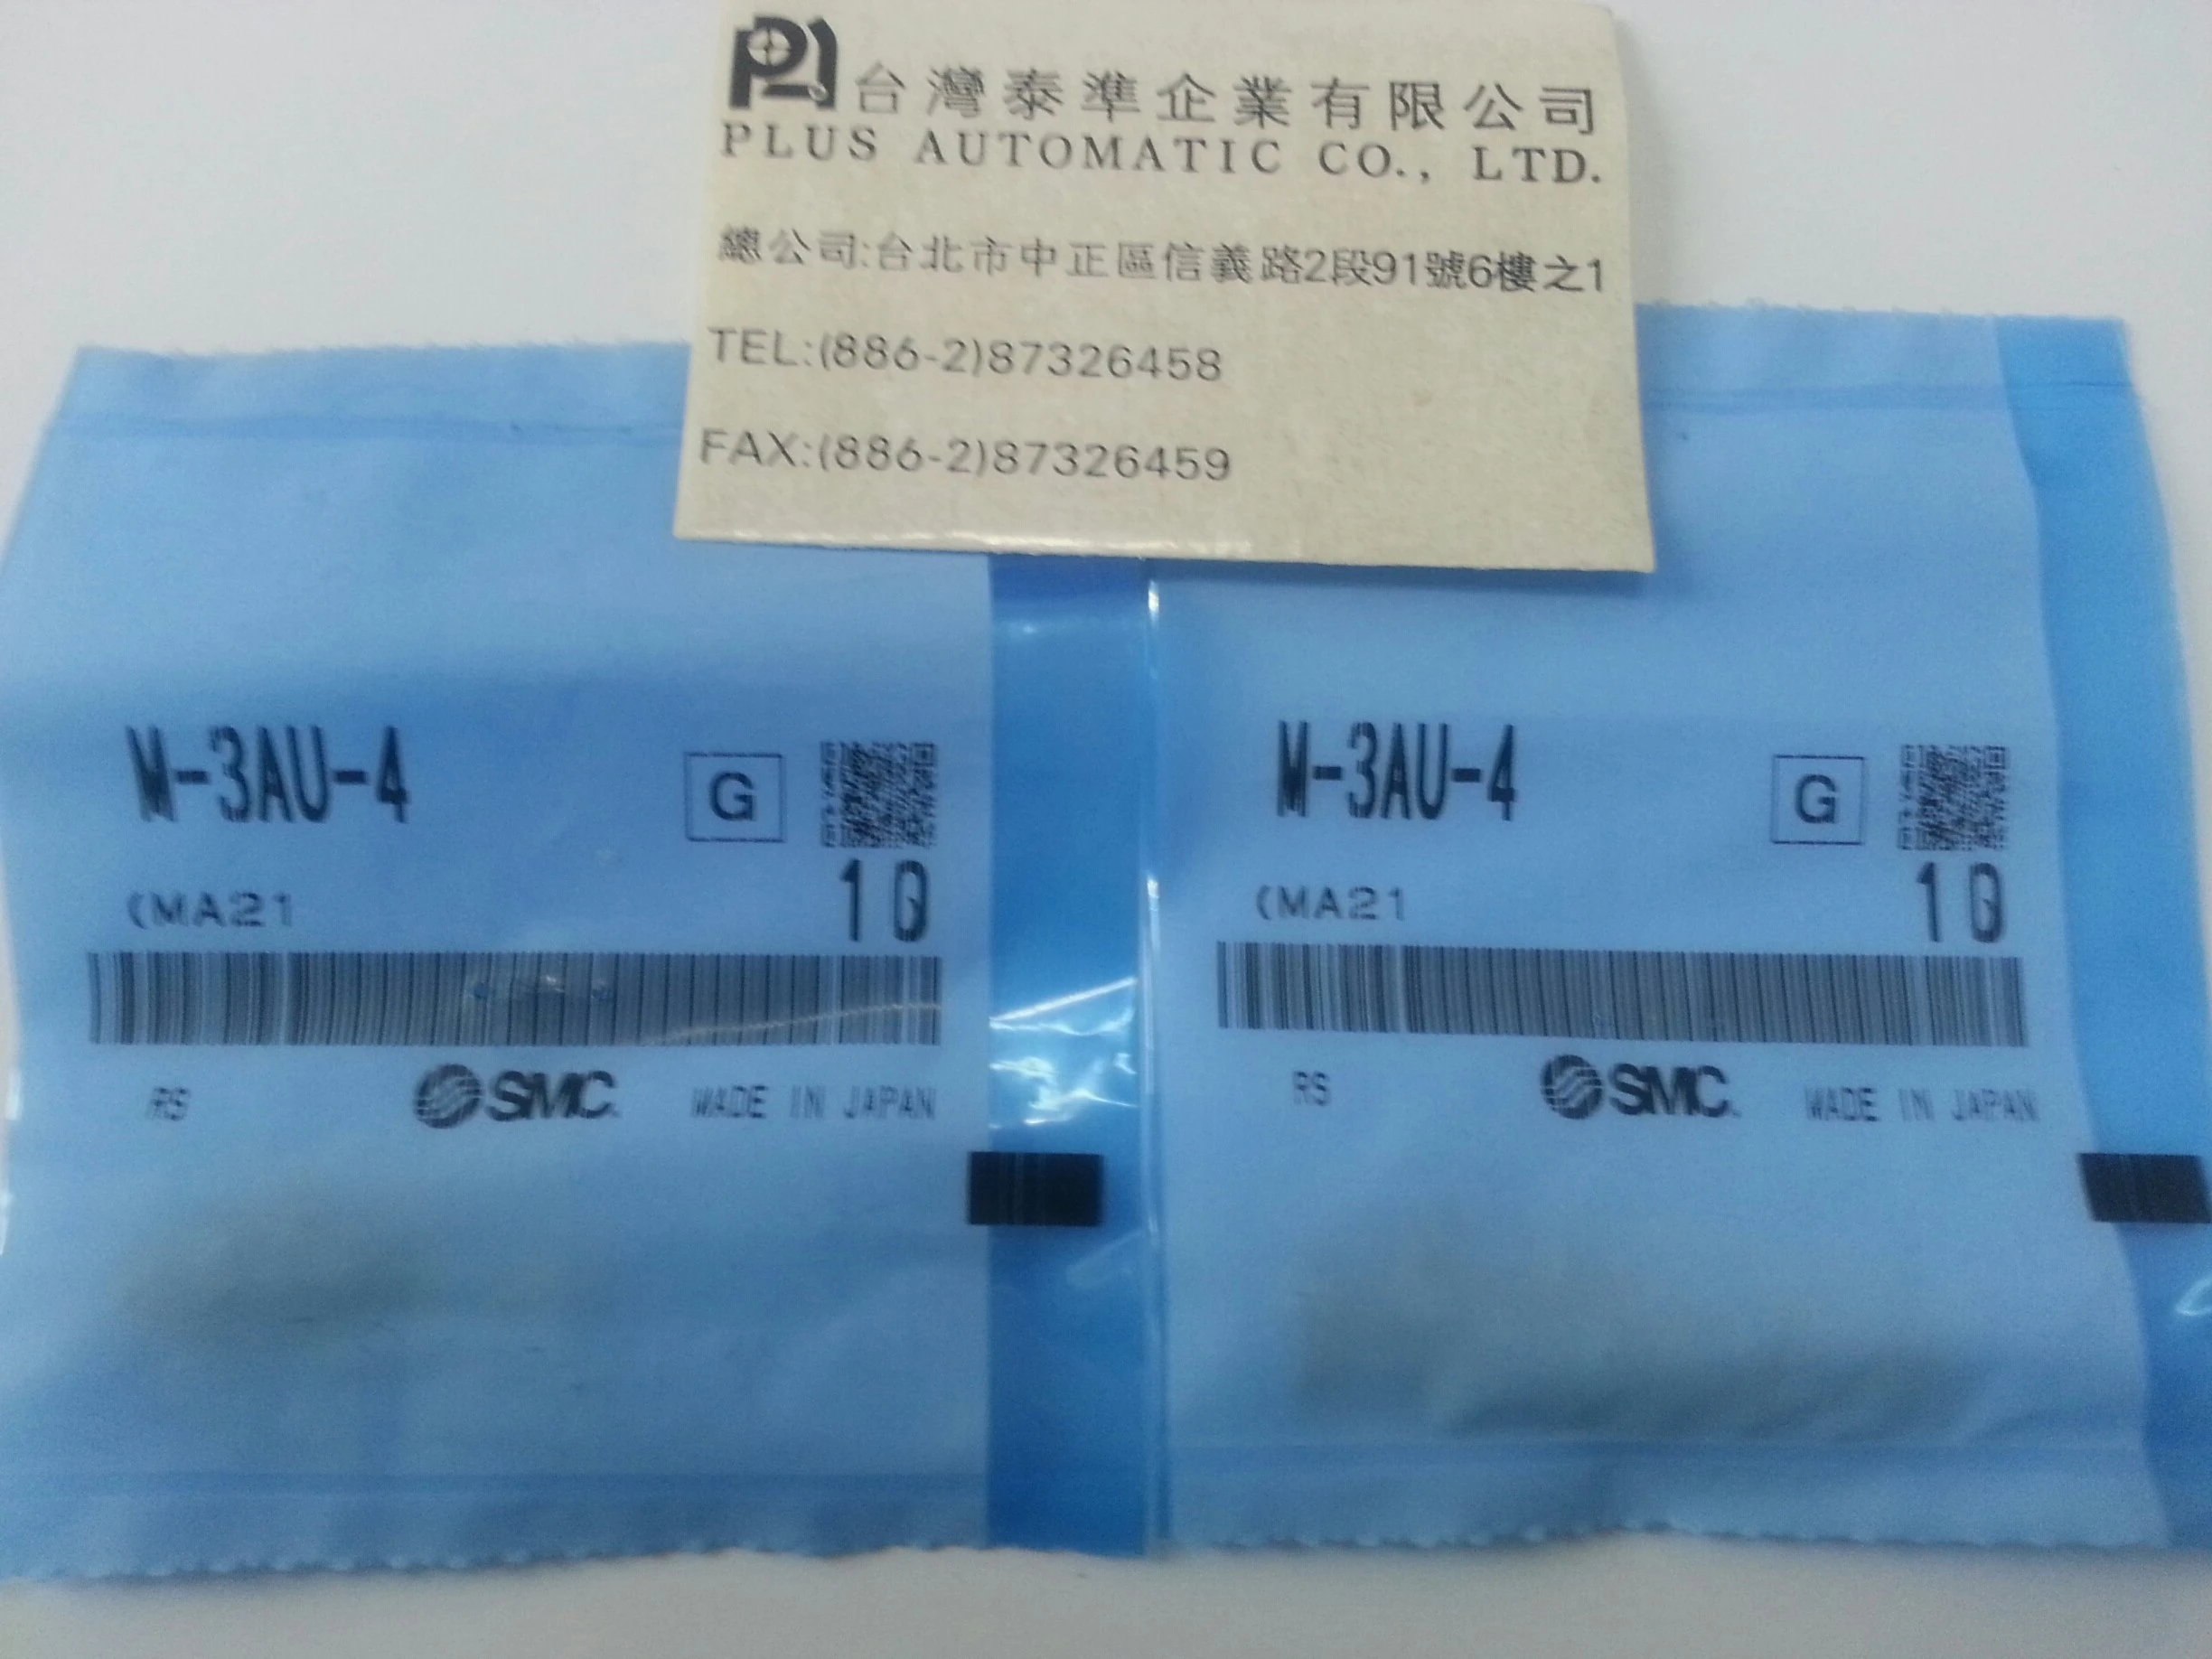 台灣泰準企業有限公司
PLUS AUTOMATIC CO., LTD.
總公司:台北市中正區信義路2段91號6樓之1
TEL:(886-2)87326458
FAX:(886-2)87326459
M-3AU-4
G
10
(MA21
RS
SMC.
MADE IN JAPAN
M-3AU-4
G
10
(MA21
RS
SMC.
MADE IN JAPAN